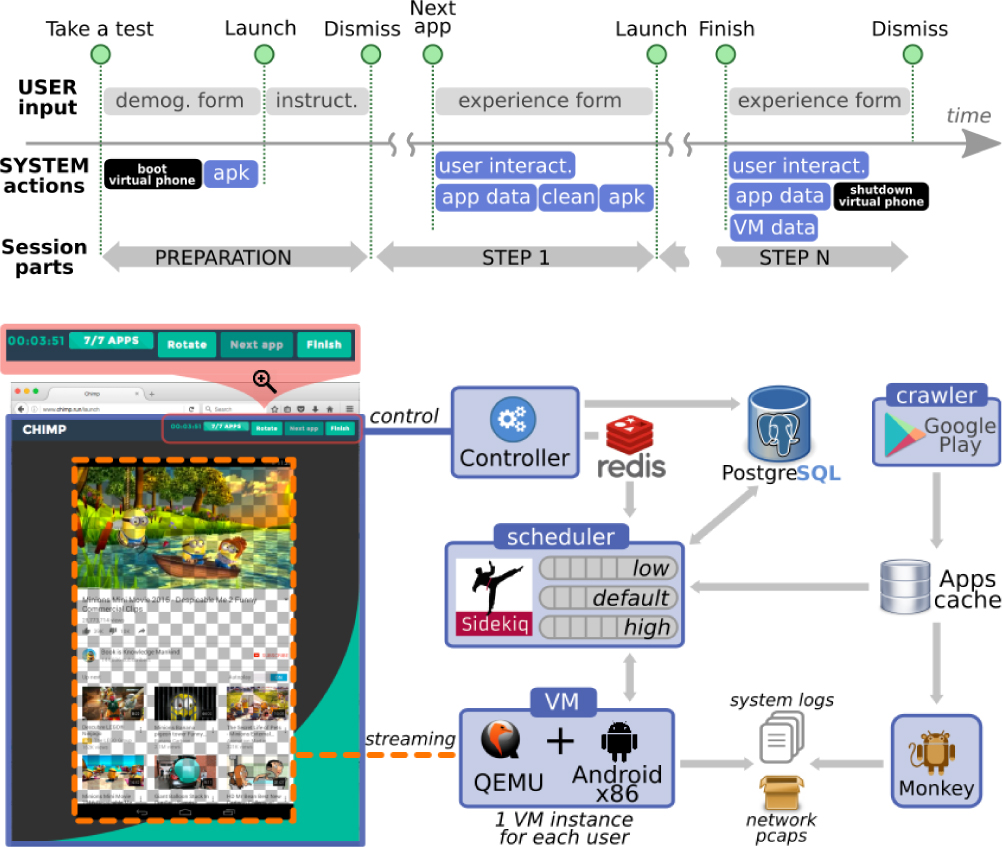 Take a test
Launch
Dismiss
Next
app
Launch
Finish
Dismiss
USER
input
demog. form
instruct.
experience form
experience form
time
SYSTEM
actions
boot
virtual phone
apk
user interact.
app data
clean
apk
user interact.
app data
shutdown
virtual phone
VM data
Session
parts
PREPARATION
STEP 1
STEP N
00:03:51
7/7 APPS
Rotate
Next app
Finish
Chimp
www.chimp.run/launch
Search
CHIMP
00:03:51
7/7 APPS
Rotate
Next app
Finish
Minions Mini Movie 2016 - Despicable Me 2 Funny
Commercial Clips
Book is Knowledge Mankind
SUBSCRIBE
Up next
Autoplay
control
streaming
Controller
redis
PostgreSQL
crawler
Google
Play
scheduler
Sidekiq
low
default
high
Apps
cache
VM
QEMU
+
Android
x86
1 VM instance
for each user
system logs
network
pcaps
Monkey